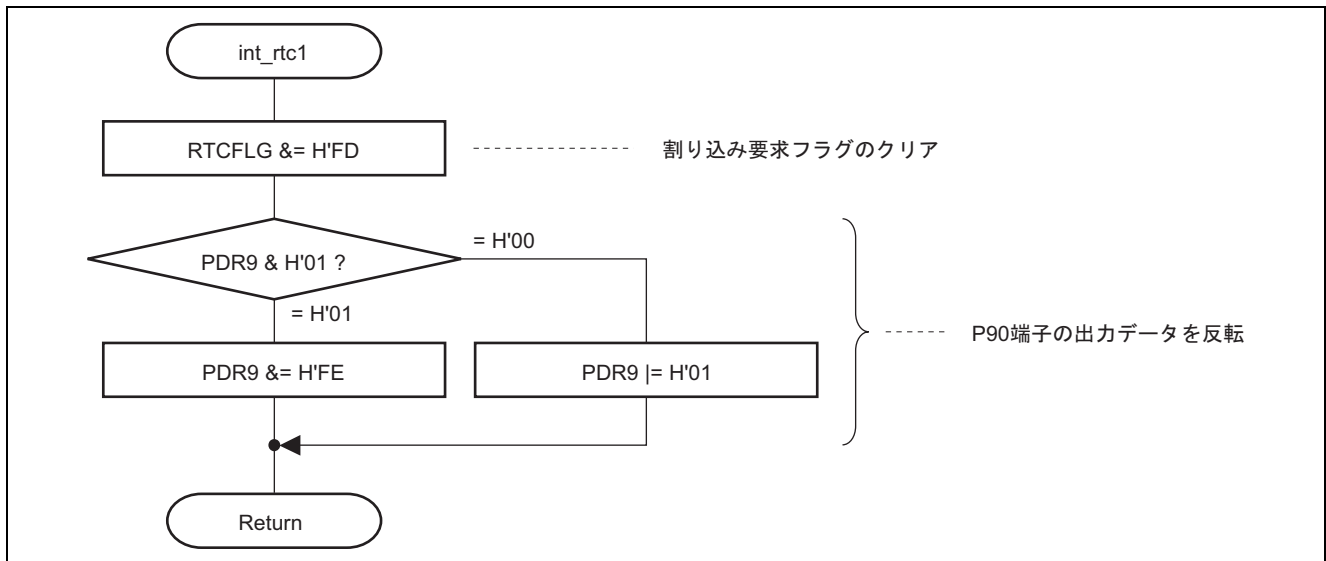 int_rtc1
RTCFLG &= H'FD
割り込み要求フラグのクリア
PDR9 & H'01 ?
= H'00
= H'01
P90端子の出力データを反転
PDR9 &= H'FE
PDR9 |= H'01
Return